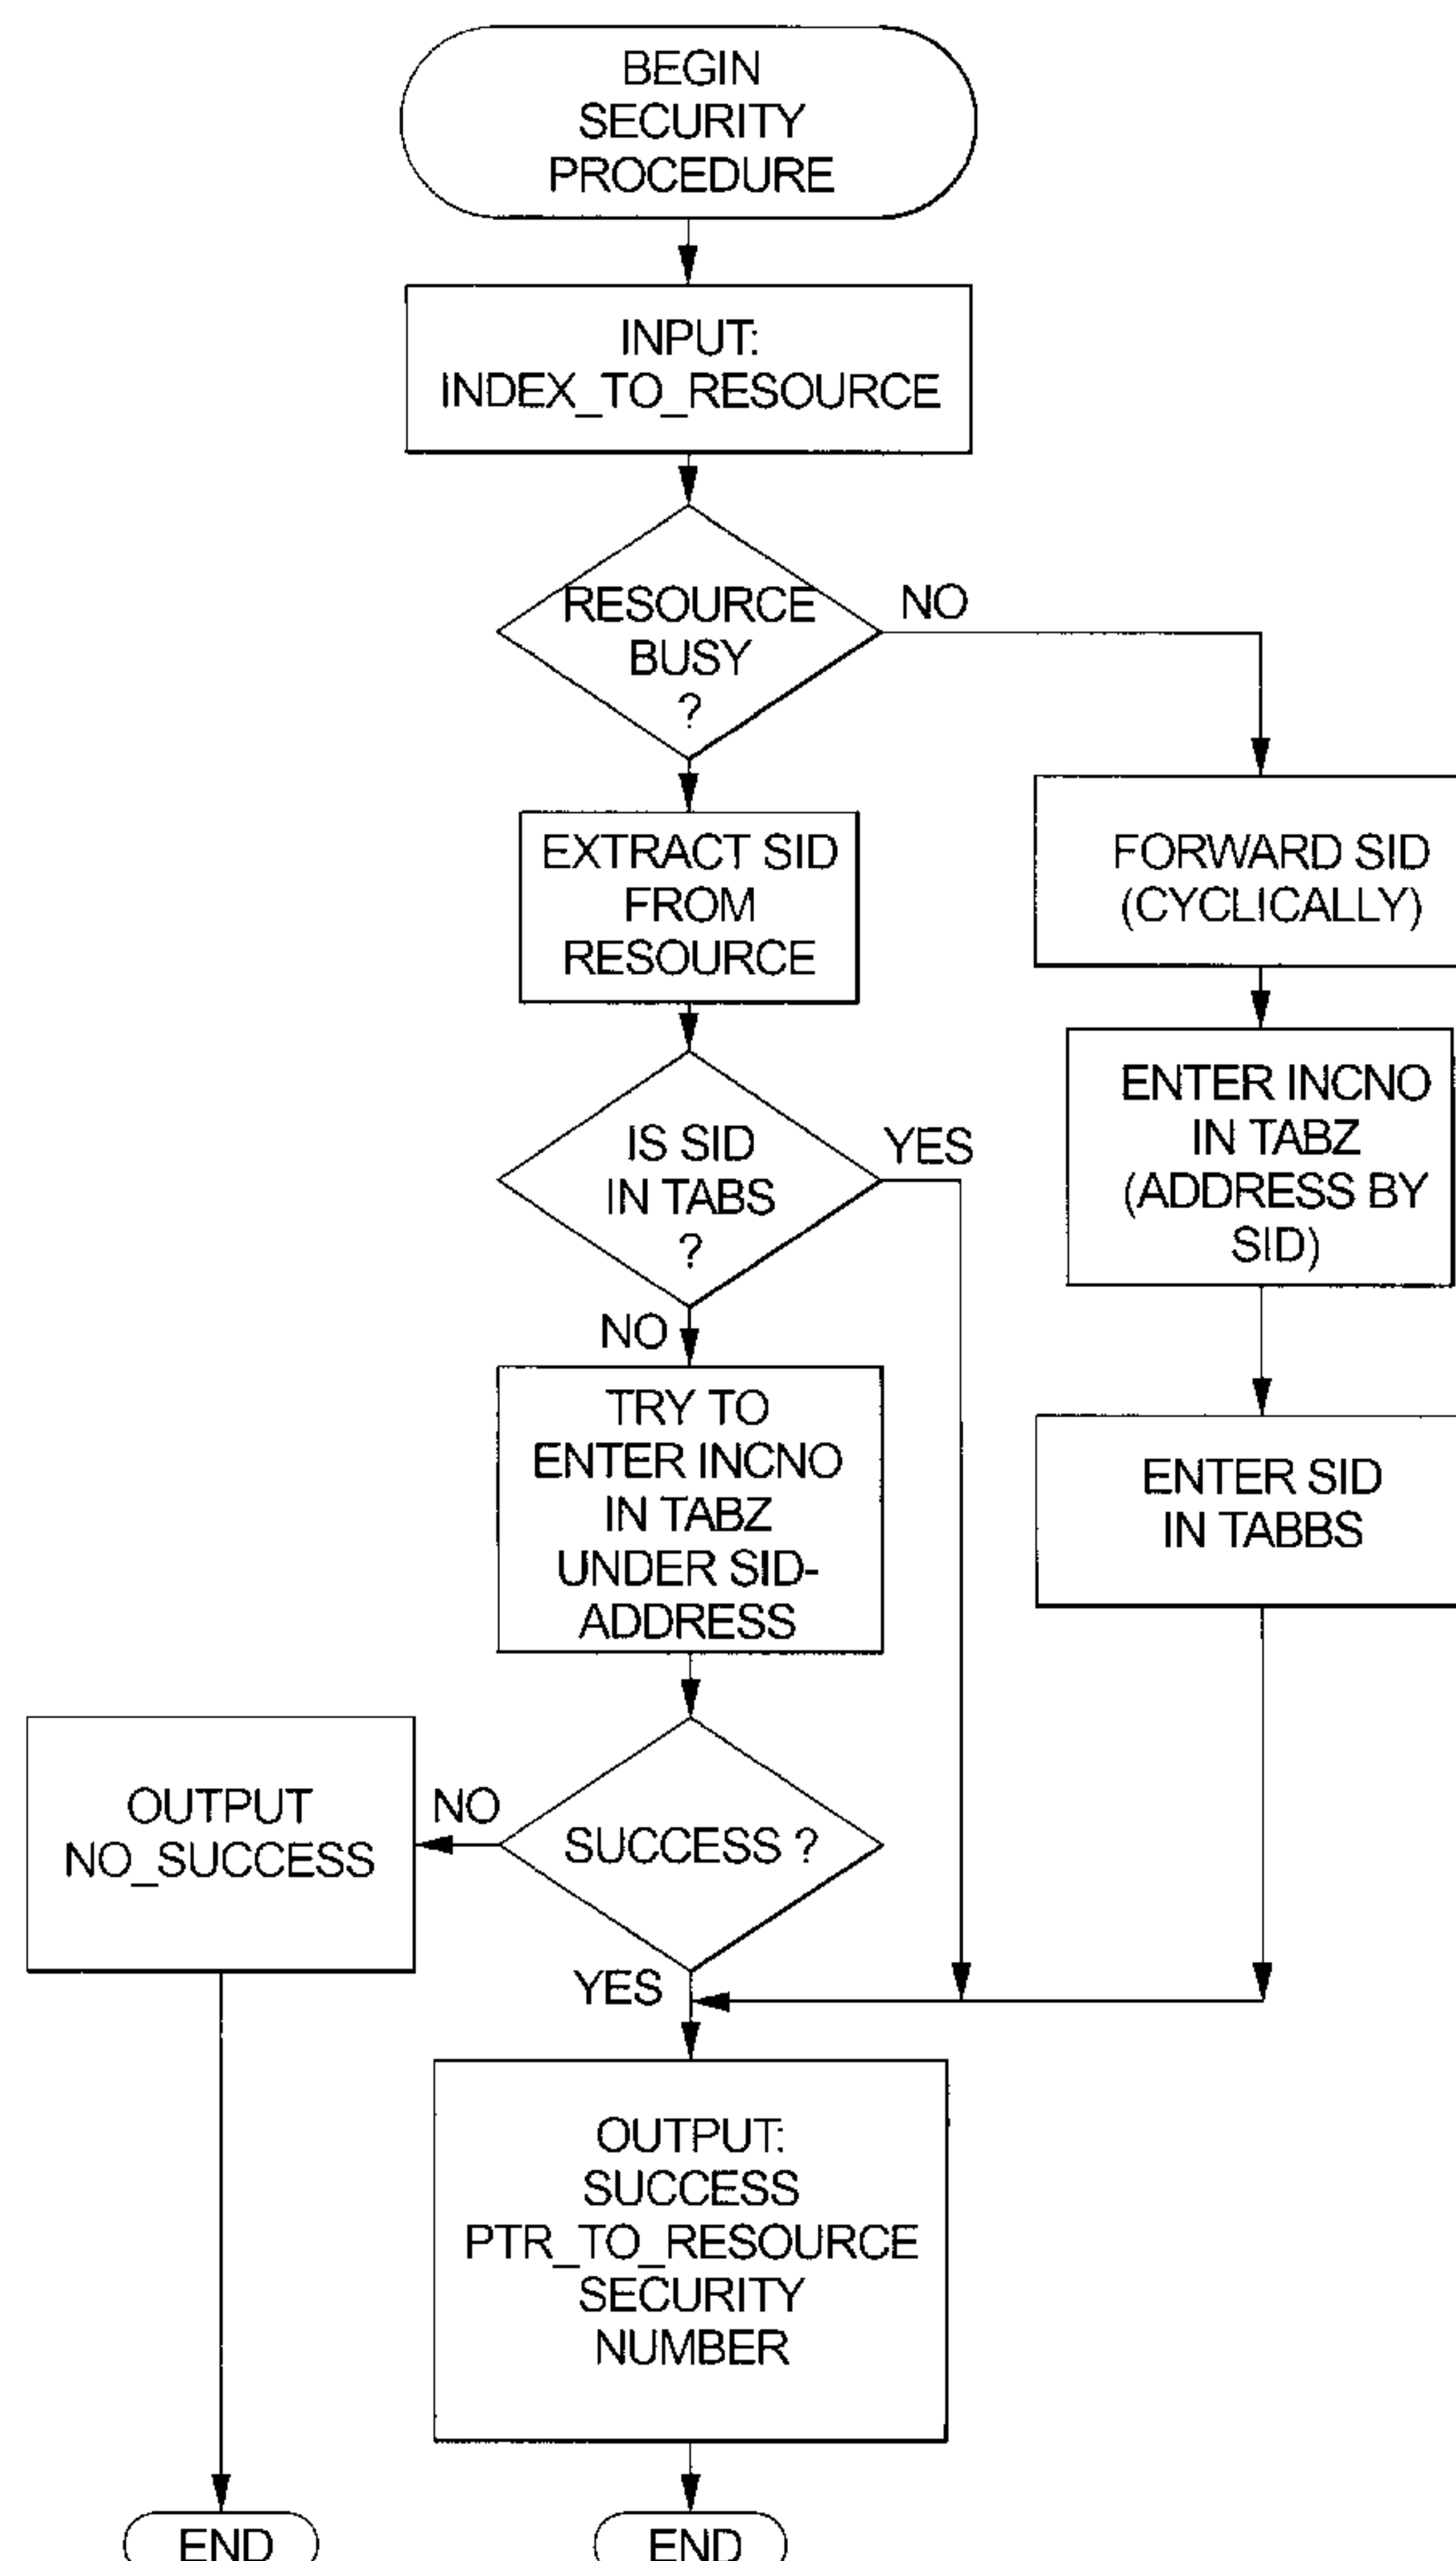 BEGIN
SECURITY
PROCEDURE
INPUT:
INDEX_TO_RESOURCE
RESOURCE
BUSY
?
NO
EXTRACT SID
FROM
RESOURCE
FORWARD SID
(CYCLICALLY)
IS SID
IN TABS
?
YES
NO
ENTER INCNO
IN TABZ
(ADDRESS BY
SID)
TRY TO
ENTER INCNO
IN TABZ
UNDER SID-
ADDRESS
ENTER SID
IN TABBS
SUCCESS ?
NO
YES
OUTPUT
NO_SUCCESS
OUTPUT:
SUCCESS
PTR_TO_RESOURCE
SECURITY
NUMBER
END
END